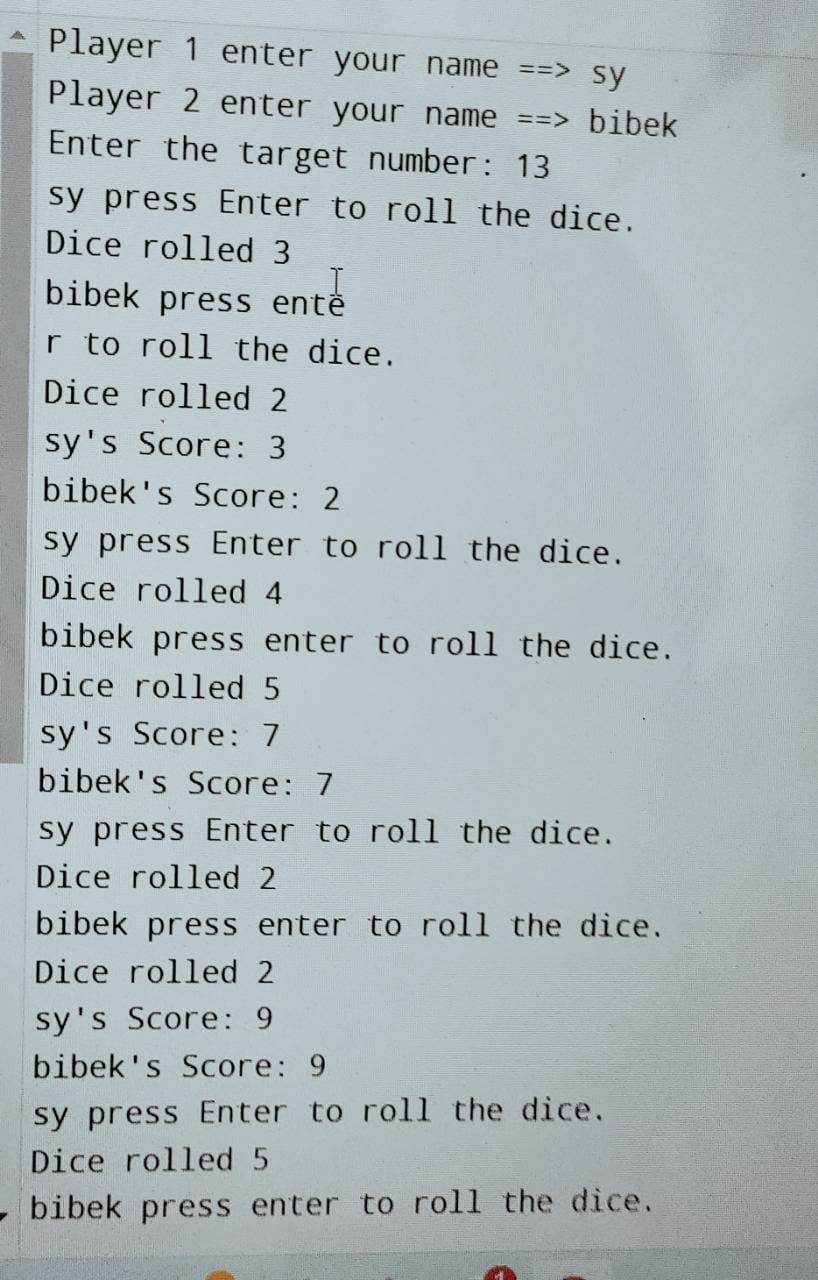 Player 1 enter your name ==> sy
Player 2 enter your name ==> bibek
Enter the target number: 13
sy press Enter to roll the dice.
Dice rolled 3
bibek press ente
r to roll the dice.
Dice rolled 2
sy's Score: 3
bibek's Score: 2
sy press Enter to roll the dice.
Dice rolled 4
bibek press enter to roll the dice.
Dice rolled 5
sy's Score: 7
bibek's Score: 7
sy press Enter to roll the dice.
Dice rolled 2
bibek press enter to roll the dice.
Dice rolled 2
sy's Score: 9
bibek's Score: 9
sy press Enter to roll the dice.
Dice rolled 5
bibek press enter to roll the dice.
1